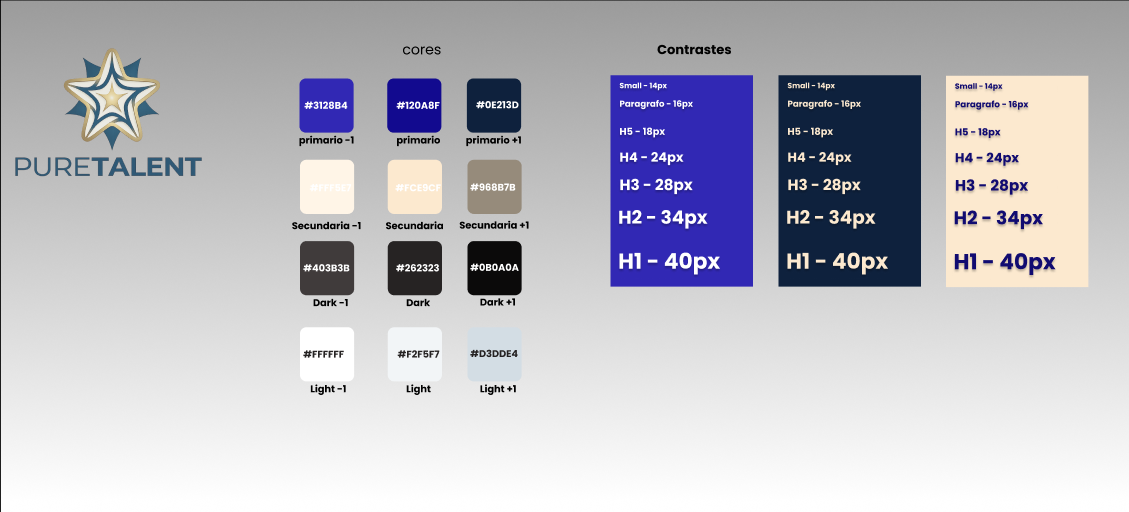 PURETALENT
cores
#3128B4
#120A8F
#0E213D
primario -1
primario
primario +1
#FCE9CF
#968B7B
Secundaria -1
Secundaria
Secundaria +1
#403B3B
#262323
#0B0A0A
Dark -1
Dark
Dark +1
#FFFFFF
#F2F5F7
#D3DDE4
Light -1
Light
Light +1
Contrastes
Small - 14px
Paragrafo - 16px
H5 - 18px
H4 - 24px
H3 - 28px
H2 - 34px
H1 - 40px
Small - 14px
Paragrafo - 16px
H5 - 18px
H4 - 24px
H3 - 28px
H2 - 34px
H1 - 40px
Small - 14px
Paragrafo - 16px
H5 - 18px
H4 - 24px
H3 - 28px
H2 - 34px
H1 - 40px